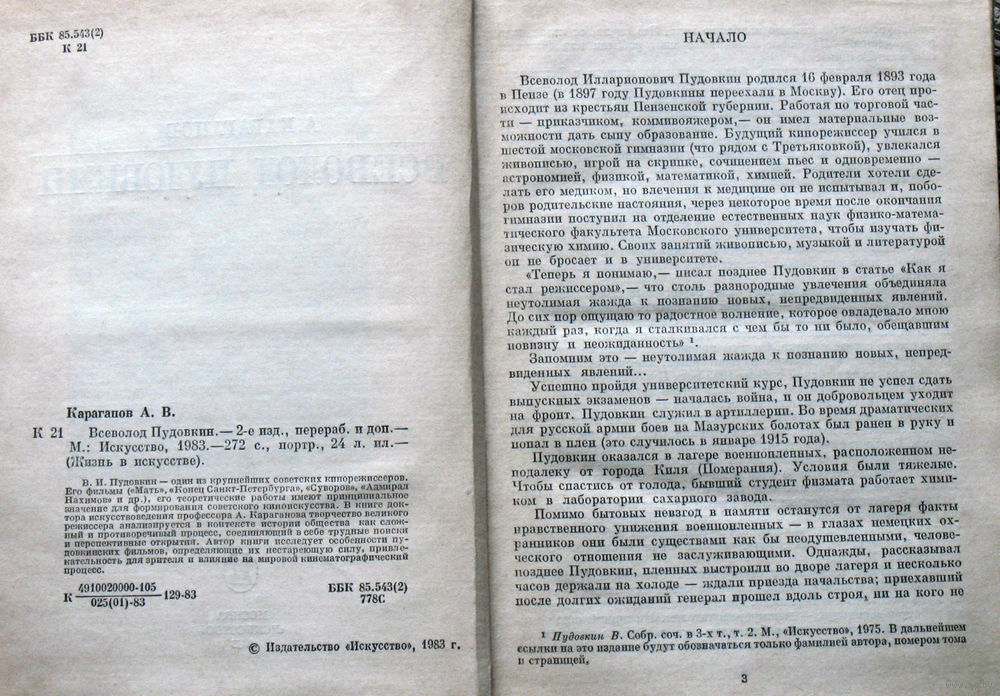 ББК 85.543(2)
К 21
Караганов А. В.
К 21 Всеволод Пудовкин.— 2-е изд., перераб. и доп.—
М.: Искусство, 1983.—272 с., портр., 24 л. ил.—
(Жизнь в искусстве).
В. И. Пудовкин — один из крупнейших советских кинорежиссеров.
Его фильмы («Мать», «Конец Санкт-Петербурга», «Суворов», «Адмирал
Нахимов» и др.), его теоретические работы имеют принципиальное
значение для формирования советского киноискусства. В книге док-
тора искусствоведения профессора А. Караганова творчество великого
режиссера анализируется в контексте истории общества как слож-
ный и противоречивый процесс, соединяющий в себе трудные поиски
и перспективные открытия. Автор книги исследует особенности пу-
довкинских фильмов, определяющие их нестареющую силу, привле-
кательность для зрителя и влияние на мировой кинематографический
процесс.
К 4910020000-105 129-83
025(01)-83
ББК 85.543(2)
778С
© Издательство «Искусство», 1983 г.
НАЧАЛО
Всеволод Илларионович Пудовкин родился 16 февраля 1893 года
в Пензе (в 1897 году Пудовкины переехали в Москву). Его отец про-
исходит из крестьян Пензенской губернии. Работая по торговой час-
ти — приказчиком, коммивояжером,— он имел материальные воз-
можности дать сыну образование. Будущий кинорежиссер учился в
шестой московской гимназии (что рядом с Третьяковкой), увлекался
живописью, игрой на скрипке, сочинением пьес и одновременно —
астрономией, физикой, математикой, химией. Родители хотели сде-
лать его медиком, но влечения к медицине он не испытывал и, побо-
ров родительские настояния, через некоторое время после окончания
гимназии поступил на отделение естественных наук физико-матема-
тического факультета Московского университета, чтобы изучать фи-
зическую химию. Своих занятий живописью, музыкой и литературой
он не бросает и в университете.
«Теперь я понимаю,— писал позднее Пудовкин в статье «Как я
стал режиссером»,— что столь разнородные увлечения объединяла
неутолимая жажда к познанию новых, непредвиденных явлений.
До сих пор ощущаю то радостное волнение, которое овладевало мною
каждый раз, когда я сталкивался с чем бы то ни было, обещавшим
новизну и неожиданность» ¹.
Запомним это — неутолимая жажда к познанию новых, непред-
виденных явлений...
Успешно пройдя университетский курс, Пудовкин не успел сдать
выпускных экзаменов — началась война, и он добровольцем уходит
на фронт. Пудовкин служил в артиллерии. Во время драматических
для русской армии боев на Мазурских болотах был ранен в руку и
попал в плен (это случилось в январе 1915 года).
Пудовкин оказался в лагере военнопленных, расположенном не-
подалеку от города Киля (Померания). Условия были тяжелые.
Чтобы спастись от голода, бывший студент физмата работает хими-
ком в лаборатории сахарного завода.
Помимо бытовых невзгод в памяти останутся от лагеря факты
нравственного унижения военнопленных — в глазах немецких ох-
ранников они были существами как бы неодушевленными, челове-
ческого отношения не заслуживающими. Однажды, рассказывал
позднее Пудовкин, пленных выстроили во дворе лагеря и несколько
часов держали на холоде — ждали приезда начальства; приехавший
после долгих ожиданий генерал прошел вдоль строя, ни на кого не
¹ Пудовкин В. Собр. соч. в 3-х т., т. 2. М., «Искусство», 1975. В дальнейшем
ссылки на это издание будут обозначаться только фамилией автора, номером тома
и страницей.
3